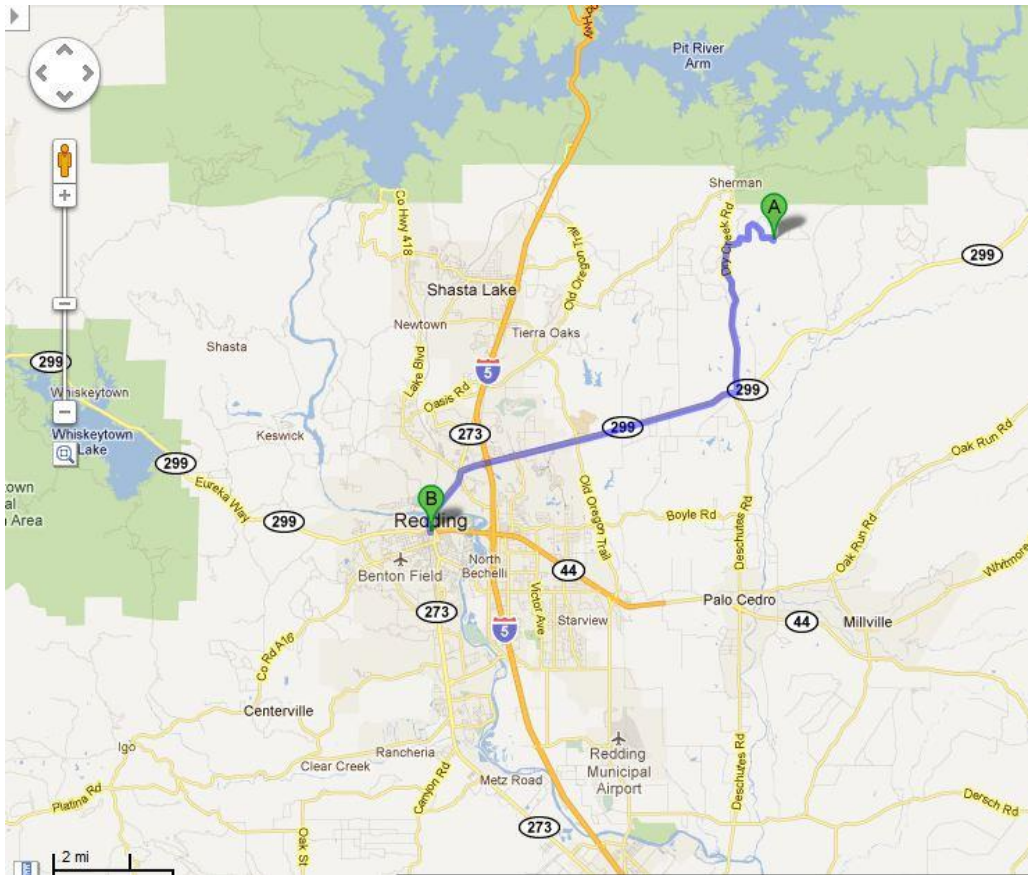 Pit River
Arm
Sherman
A
Co Hwy 418
Old Oregon Trail
Dry Creek Rd
299
Shasta Lake
Newtown
Tierra Oaks
Shasta
299
5
Lake Blvd
Whiskeytown
Oasis Rd
299
Whiskeytown
Lake
Keswick
273
299
Oak Run Rd
299
Eureka Way
Old Oregon Trail
town
al
Area
299
B
Redding
Boyle Rd
Deschutes Rd
Oak Run Rd
Benton Field
North
Bechelli
44
Whitmore
273
Victor Ave
Starview
Palo Cedro
44
Millville
5
Co Rd A16
Centerville
Igo
Rancheria
Clear Creek
Redding
Municipal
Airport
Metz Road
Canyon Rd
Deschutes Rd
Platina Rd
Dersch Rd
273
Oak St
2 mi